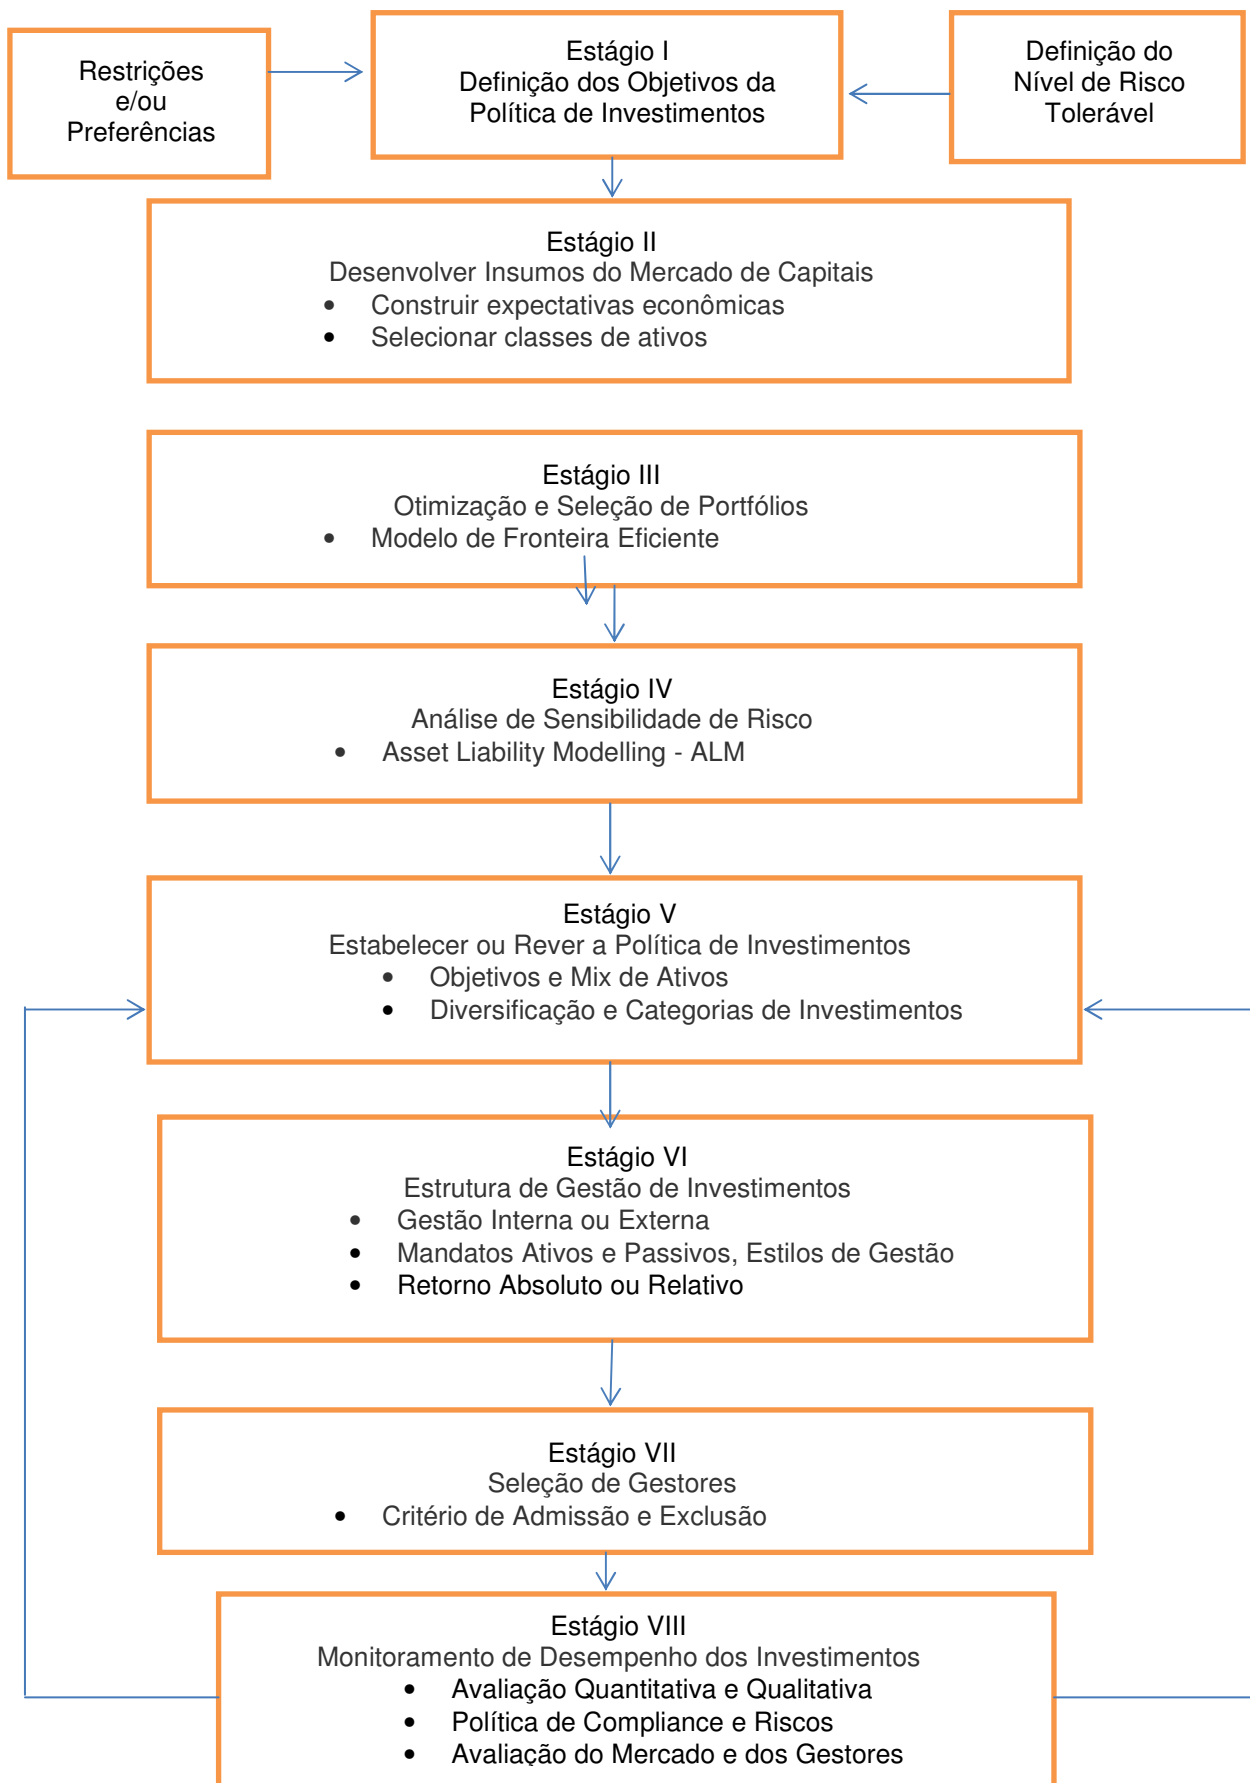 Restrições
e/ou
Preferências
Estágio I
Definição dos Objetivos da
Política de Investimentos
Definição do
Nível de Risco
Tolerável
Estágio II
Desenvolver Insumos do Mercado de Capitais
• Construir expectativas econômicas
• Selecionar classes de ativos
Estágio III
Otimização e Seleção de Portfólios
• Modelo de Fronteira Eficiente
Estágio IV
Análise de Sensibilidade de Risco
• Asset Liability Modelling - ALM
Estágio V
Estabelecer ou Rever a Política de Investimentos
• Objetivos e Mix de Ativos
• Diversificação e Categorias de Investimentos
Estágio VI
Estrutura de Gestão de Investimentos
• Gestão Interna ou Externa
• Mandatos Ativos e Passivos, Estilos de Gestão
• Retorno Absoluto ou Relativo
Estágio VII
Seleção de Gestores
• Critério de Admissão e Exclusão
Estágio VIII
Monitoramento de Desempenho dos Investimentos
• Avaliação Quantitativa e Qualitativa
• Política de Compliance e Riscos
• Avaliação do Mercado e dos Gestores